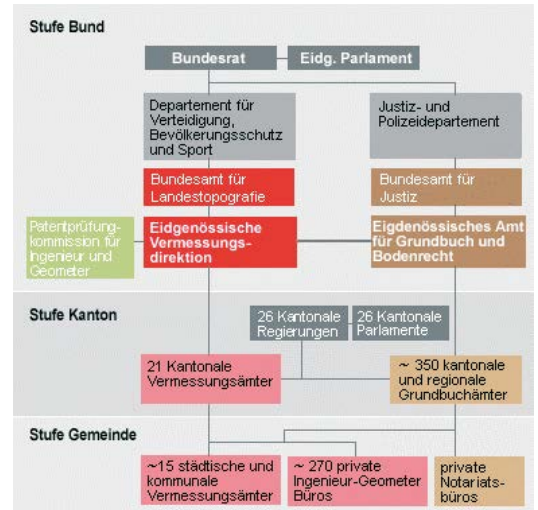 Stufe Bund
Bundesrat
Eidg. Parlament
Departement für
Verteidigung,
Bevölkerungsschutz
und Sport
Justiz- und
Polizeidepartement
Bundesamt für
Landestopografie
Bundesamt für
Justiz
Patentprüfung-
kommission für
Ingenieur und
Geometer
Eidgenössische
Vermessungs-
direktion
Eigdenössisches Amt
für Grundbuch und
Bodenrecht
Stufe Kanton
26 Kantonale
Regierungen
26 Kantonale
Parlamente
21 Kantonale
Vermessungsämter
~ 350 kantonale
und regionale
Grundbuchämter
Stufe Gemeinde
~15 städtische und
kommunale
Vermessungsämter
~ 270 private
Ingenieur-Geometer
Büros
private
Notariats-
büros